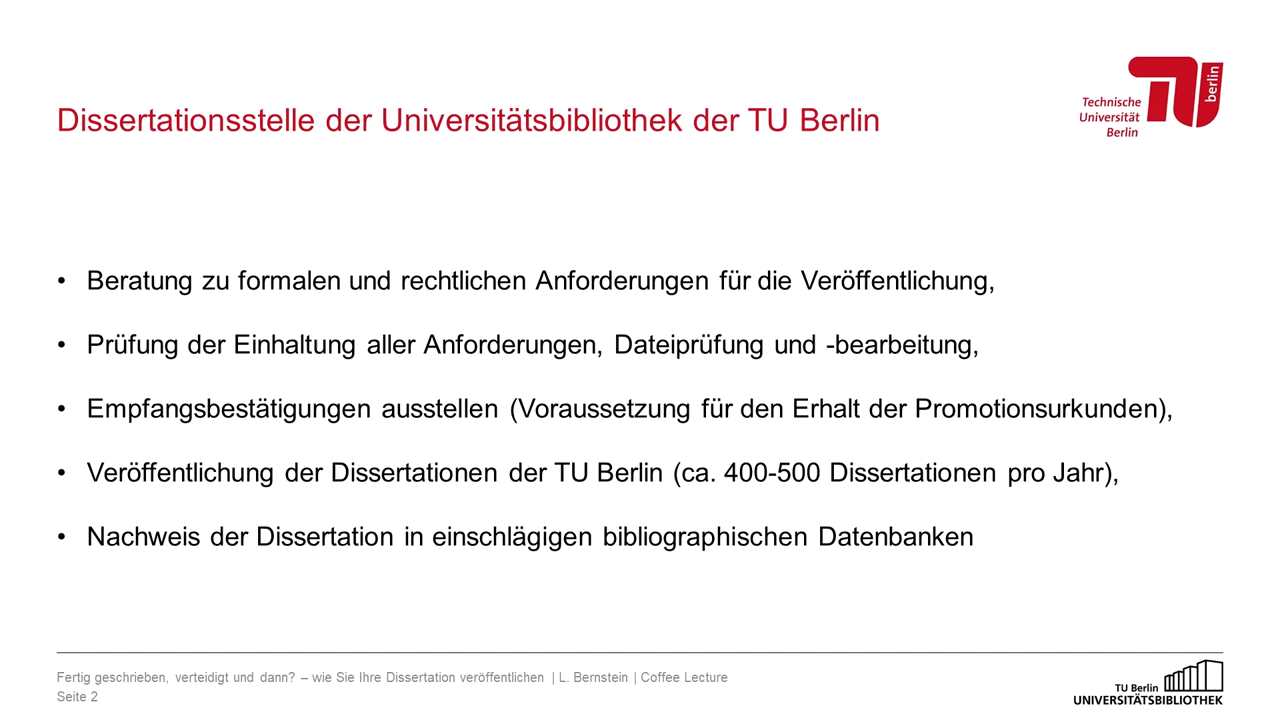 Dissertationsstelle der Universitätsbibliothek der TU Berlin
Technische
Universität
Berlin
TU berlin
• Beratung zu formalen und rechtlichen Anforderungen für die Veröffentlichung,
• Prüfung der Einhaltung aller Anforderungen, Dateiprüfung und -bearbeitung,
• Empfangsbestätigungen ausstellen (Voraussetzung für den Erhalt der Promotionsurkunden),
• Veröffentlichung der Dissertationen der TU Berlin (ca. 400-500 Dissertationen pro Jahr),
• Nachweis der Dissertation in einschlägigen bibliographischen Datenbanken
Fertig geschrieben, verteidigt und dann? – wie Sie Ihre Dissertation veröffentlichen | L. Bernstein | Coffee Lecture
Seite 2
TU Berlin
UNIVERSITÄTSBIBLIOTHEK